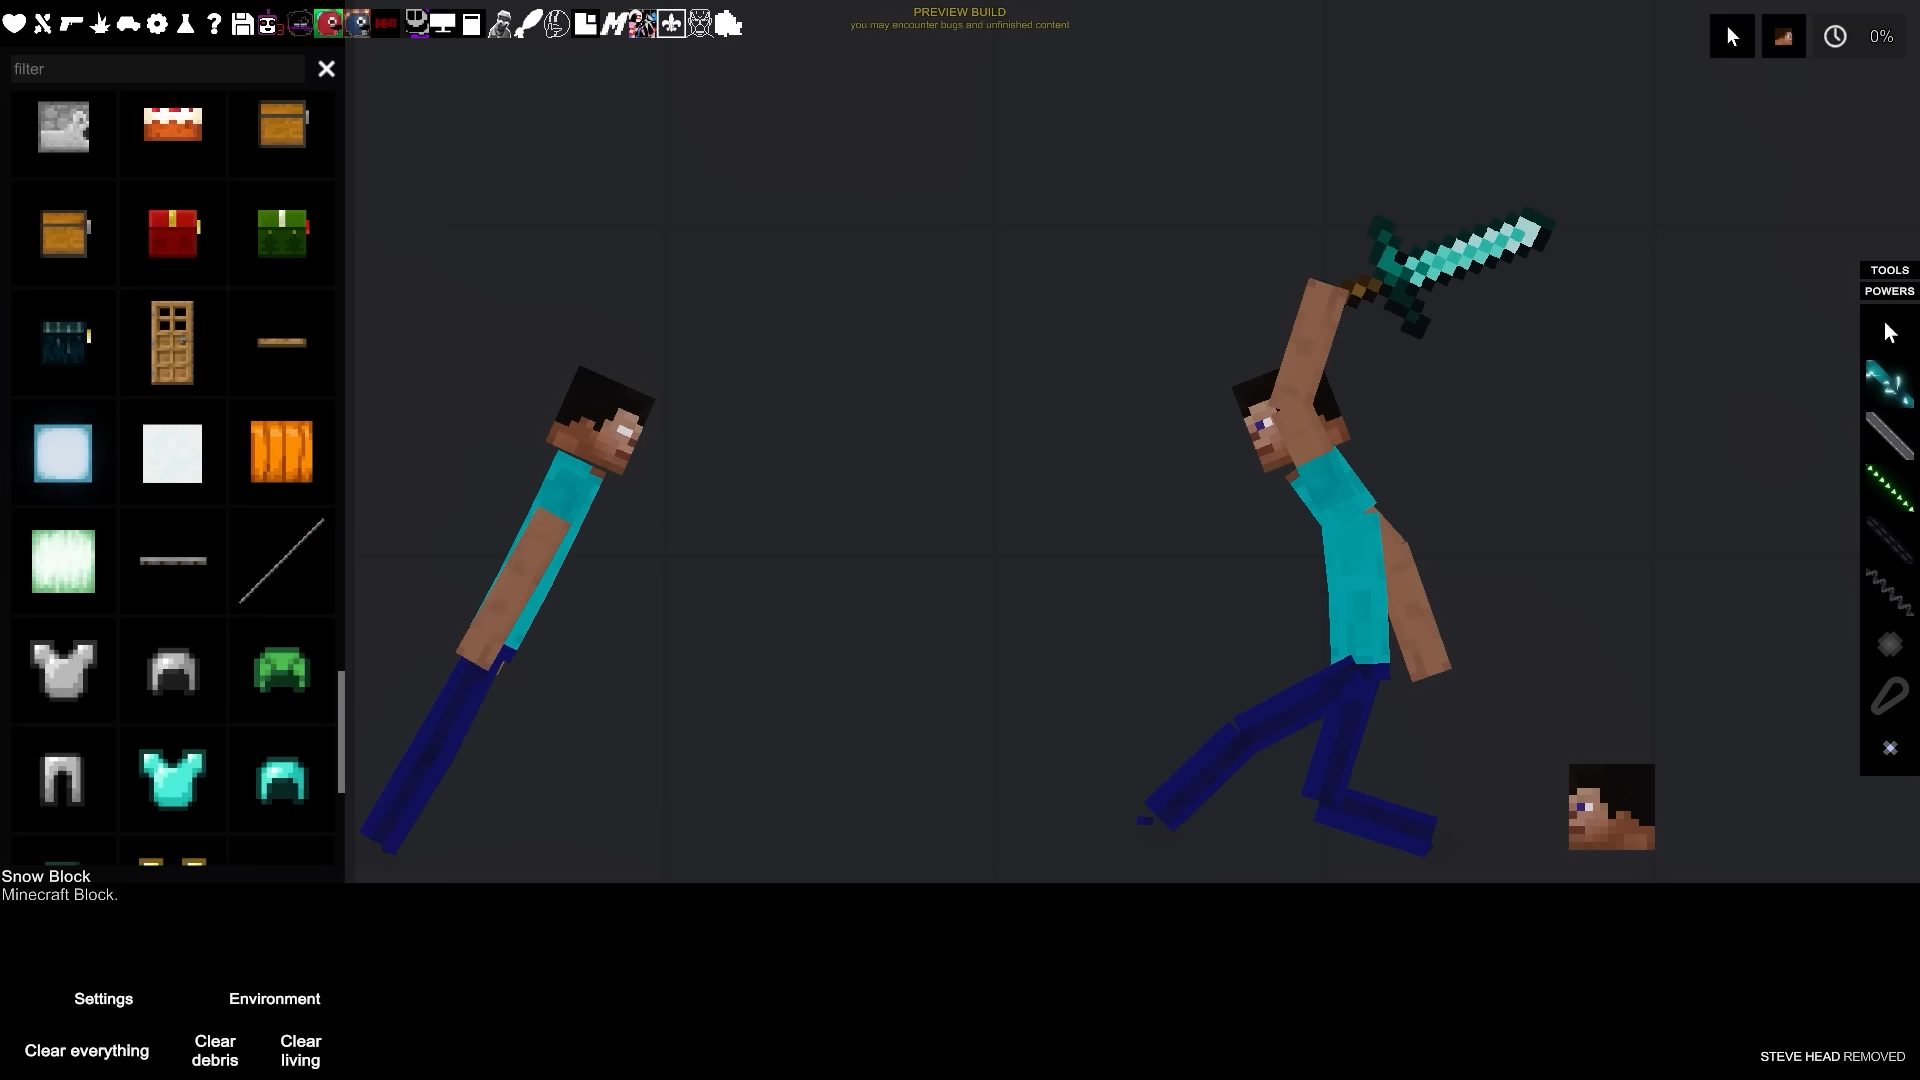 PREVIEW BUILD
you may encounter bugs and unfinished content
0%
filter
TOOLS
POWERS
Snow Block
Minecraft Block.
Settings
Environment
Clear everything
Clear
debris
Clear
living
STEVE HEAD REMOVED